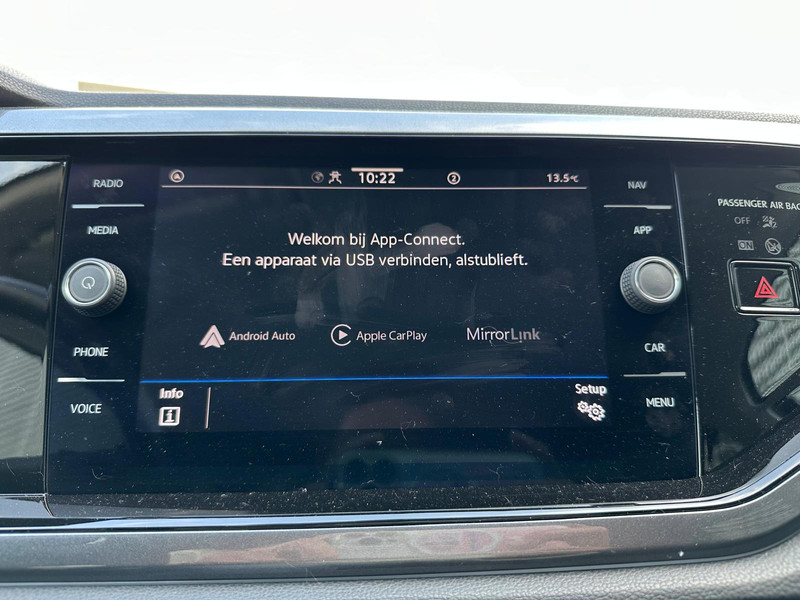 RADIO
MEDIA
PHONE
VOICE
10:22
2
13.5°C
Welkom bij App-Connect.
Een apparaat via USB verbinden, alstublieft.
Android Auto
Apple CarPlay
MirrorLink
Info
Setup
NAV
APP
CAR
MENU
PASSENGER AIR BAG
OFF
ON